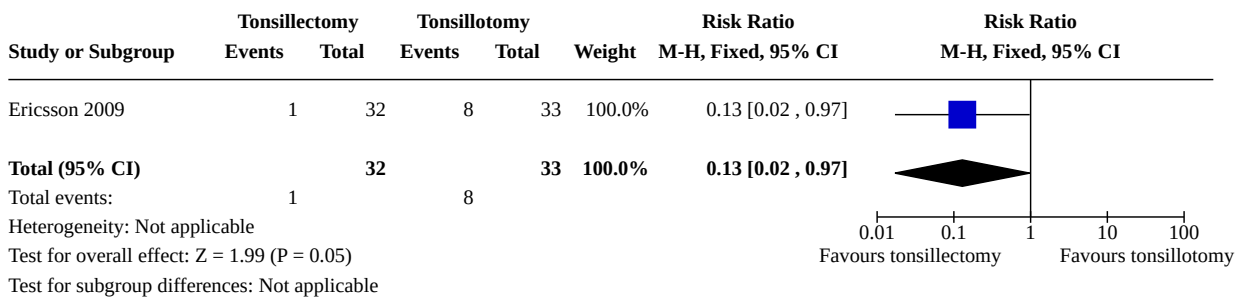 Tonsillectomy Tonsillotomy Risk Ratio Risk Ratio
Study or Subgroup Events Total Events Total Weight M-H, Fixed, 95% CI M-H, Fixed, 95% CI
Ericsson 2009 1 32 8 33 100.0% 0.13 [0.02 , 0.97]
Total (95% CI) 32 33 100.0% 0.13 [0.02 , 0.97]
Total events: 1 8
Heterogeneity: Not applicable
0.01 0.1 1 10 100
Test for overall effect: Z = 1.99 (P = 0.05) Favours tonsillectomy Favours tonsillotomy
Test for subgroup differences: Not applicable